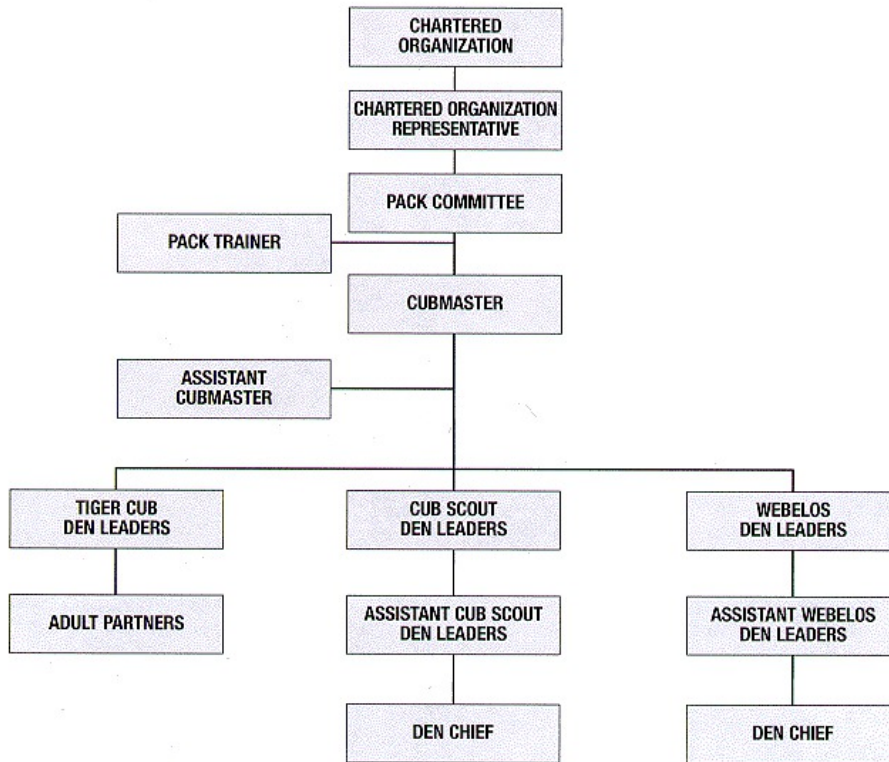 CHARTERED
ORGANIZATION
CHARTERED ORGANIZATION
REPRESENTATIVE
PACK COMMITTEE
PACK TRAINER
CUBMASTER
ASSISTANT
CUBMASTER
TIGER CUB
DEN LEADERS
CUB SCOUT
DEN LEADERS
WEBELOS
DEN LEADERS
ADULT PARTNERS
ASSISTANT CUB SCOUT
DEN LEADERS
ASSISTANT WEBELOS
DEN LEADERS
DEN CHIEF
DEN CHIEF